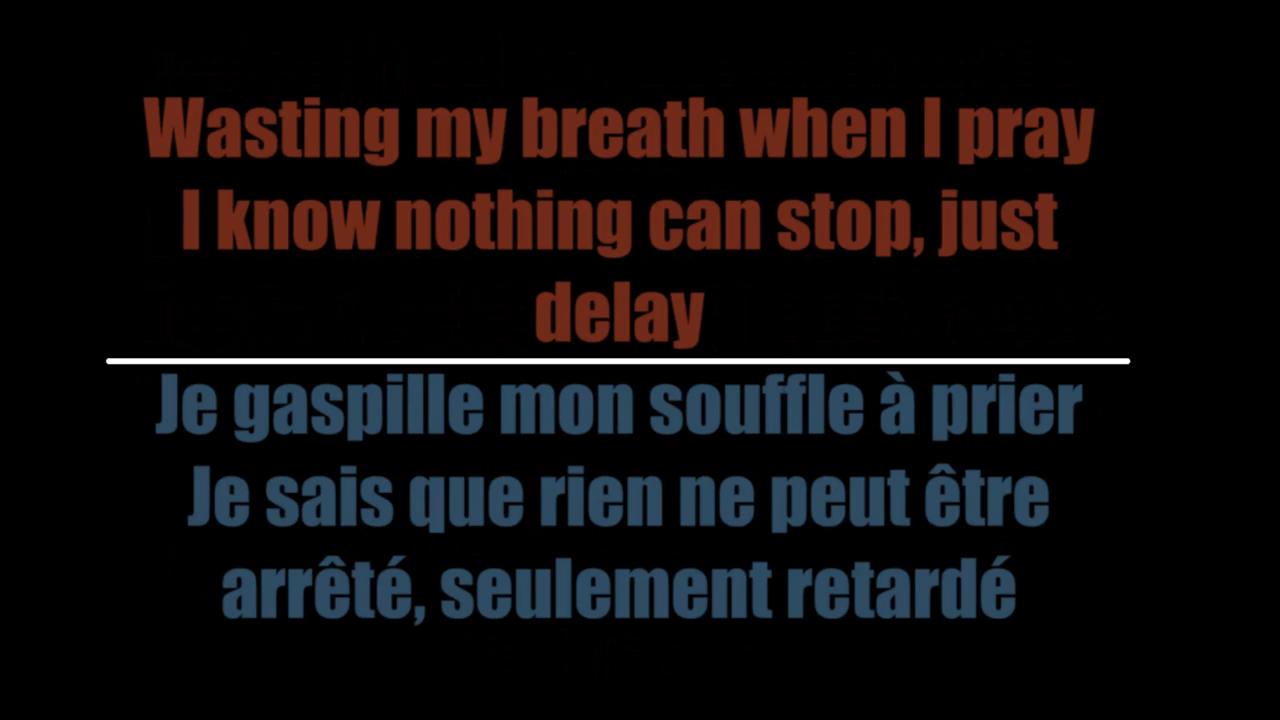 Wasting my breath when I pray
I know nothing can stop, just
delay
Je gaspille mon souffle à prier
Je sais que rien ne peut être
arrêté, seulement retardé